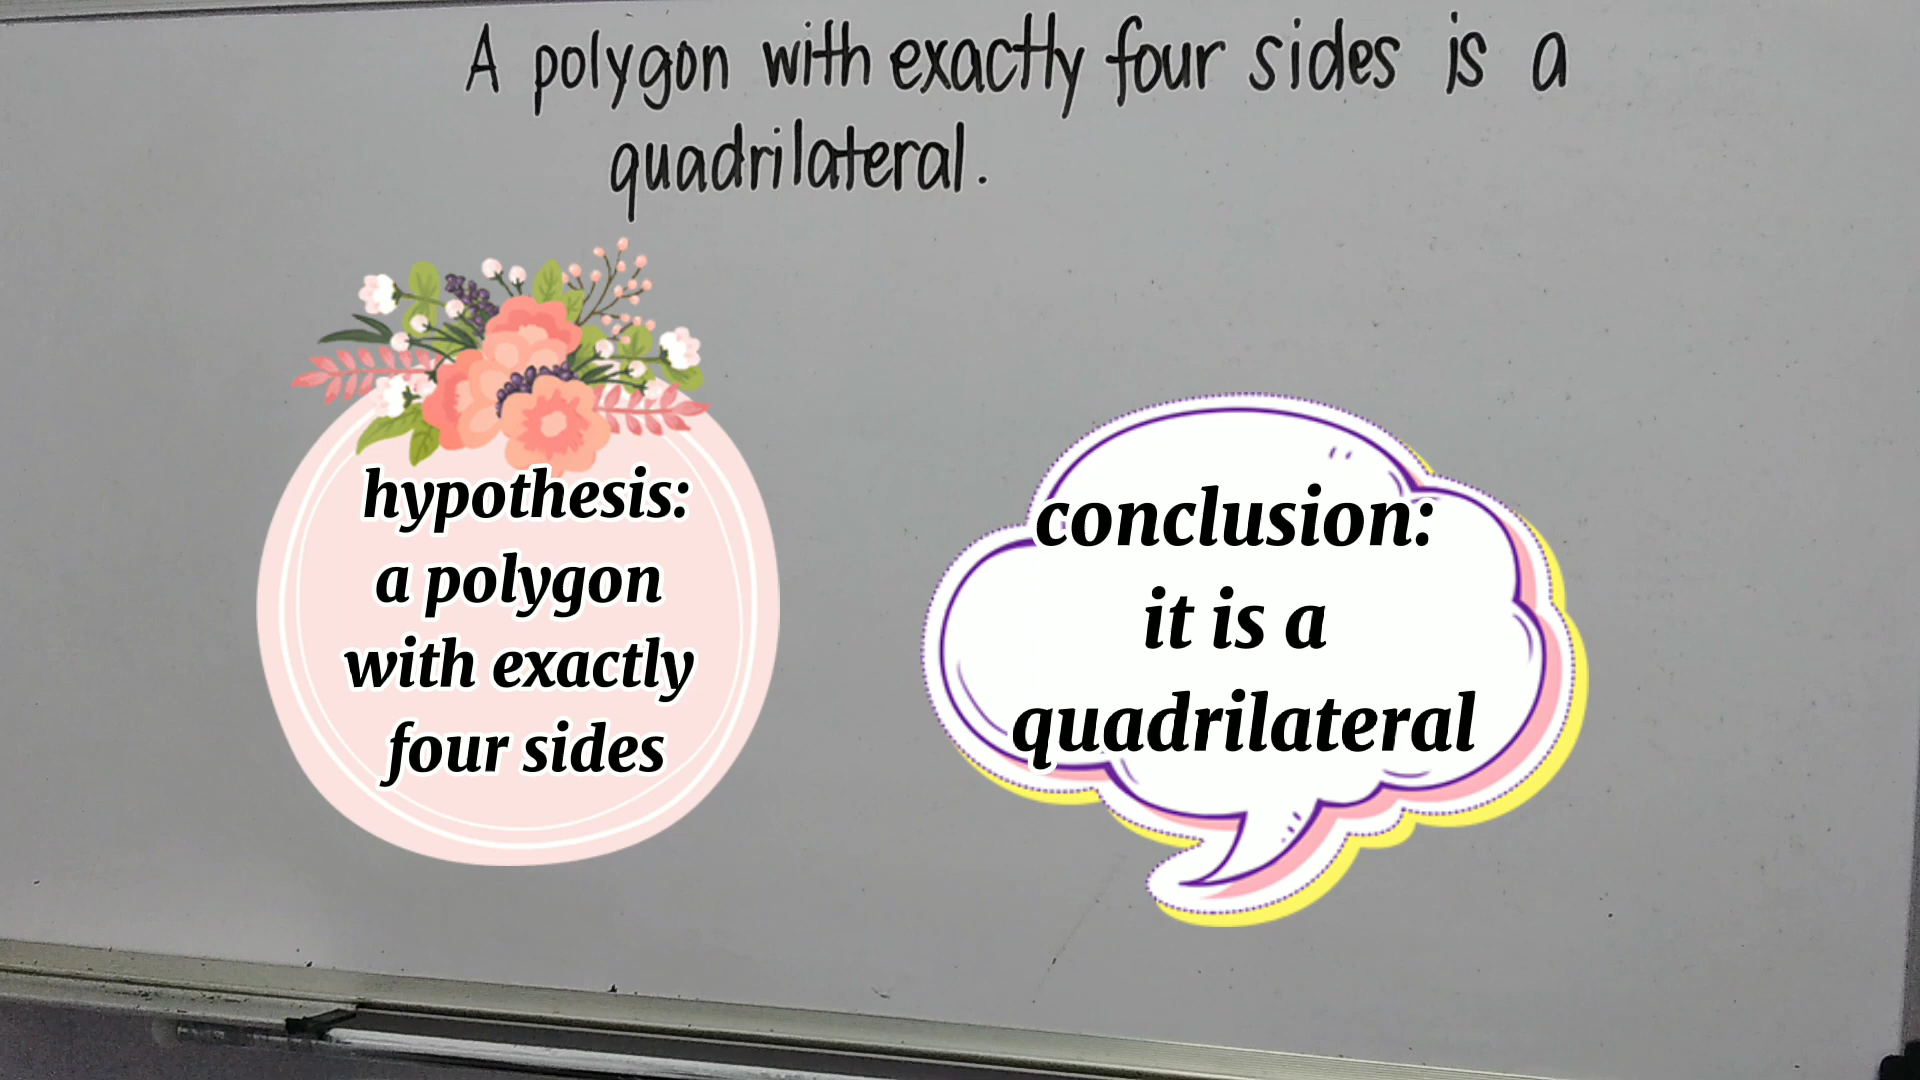 A polygon with exactly four sides is a
quadrilateral.
hypothesis:
a polygon
with exactly
four sides
conclusion:
it is a
quadrilateral